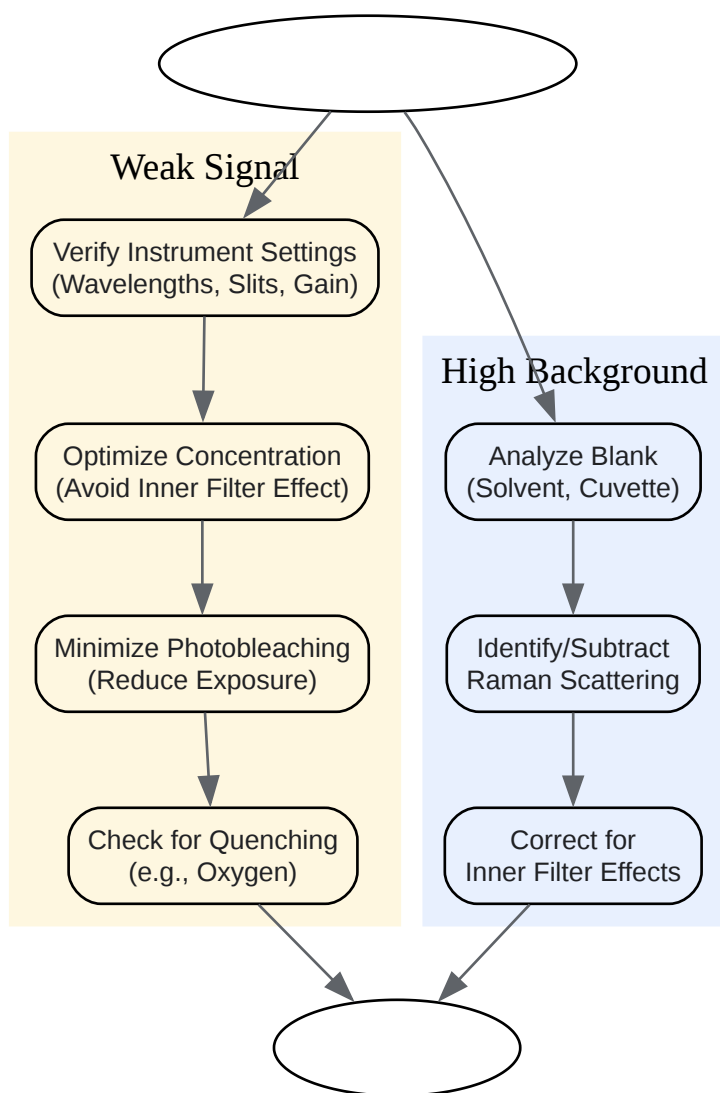 Weak Signal
Verify Instrument Settings
(Wavelengths, Slits, Gain)
Optimize Concentration
(Avoid Inner Filter Effect)
Minimize Photobleaching
(Reduce Exposure)
Check for Quenching
(e.g., Oxygen)
High Background
Analyze Blank
(Solvent, Cuvette)
Identify/Subtract
Raman Scattering
Correct for
Inner Filter Effects